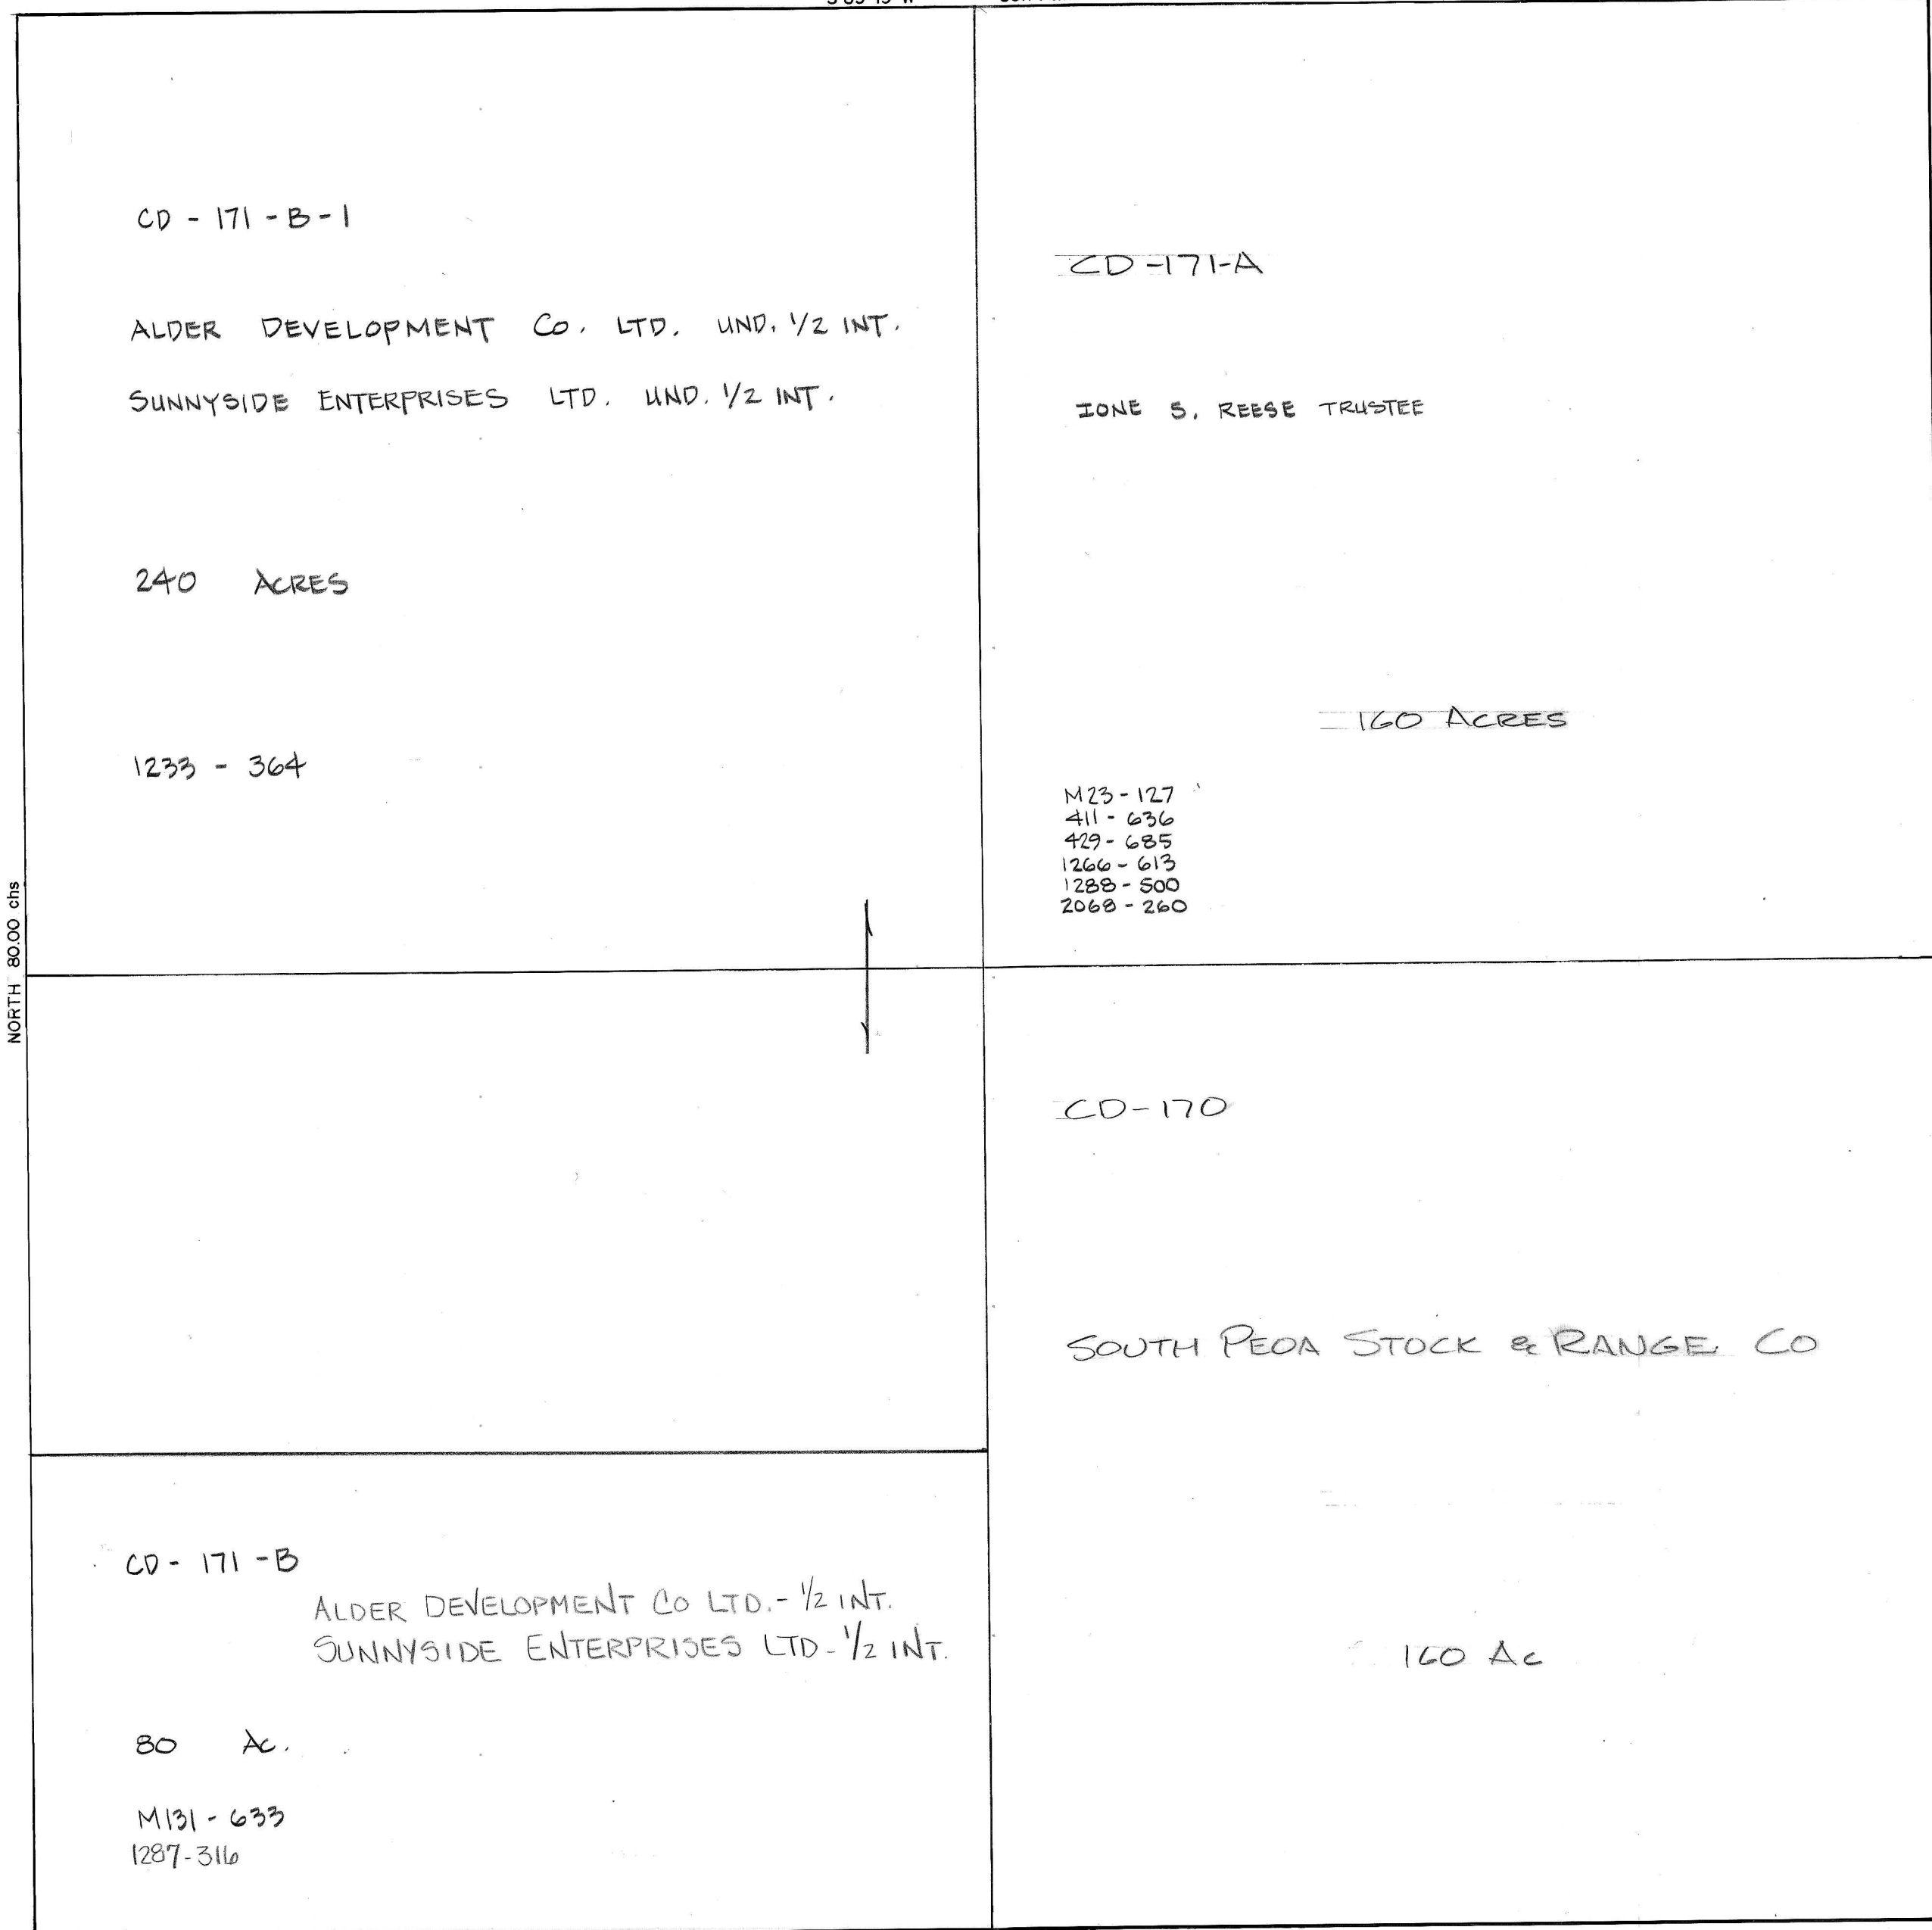 CD - 171 - B - 1
ALDER DEVELOPMENT Co. LTD. UND. 1/2 INT.
SUNNYSIDE ENTERPRISES LTD. UND. 1/2 INT.
240 ACRES
1233 - 364
CD-171-A
IONE S. REESE TRUSTEE
160 ACRES
M23-127
411-636
429-685
1266-613
1288-500
2068-260
NORTH 80.00 chs
CD-170
SOUTH PEOA STOCK & RANGE CO
160 Ac
CD - 171 - B
ALDER DEVELOPMENT CO LTD. - 1/2 INT.
SUNNYSIDE ENTERPRISES LTD - 1/2 INT.
80 Ac.
M131 - 633
1287-316